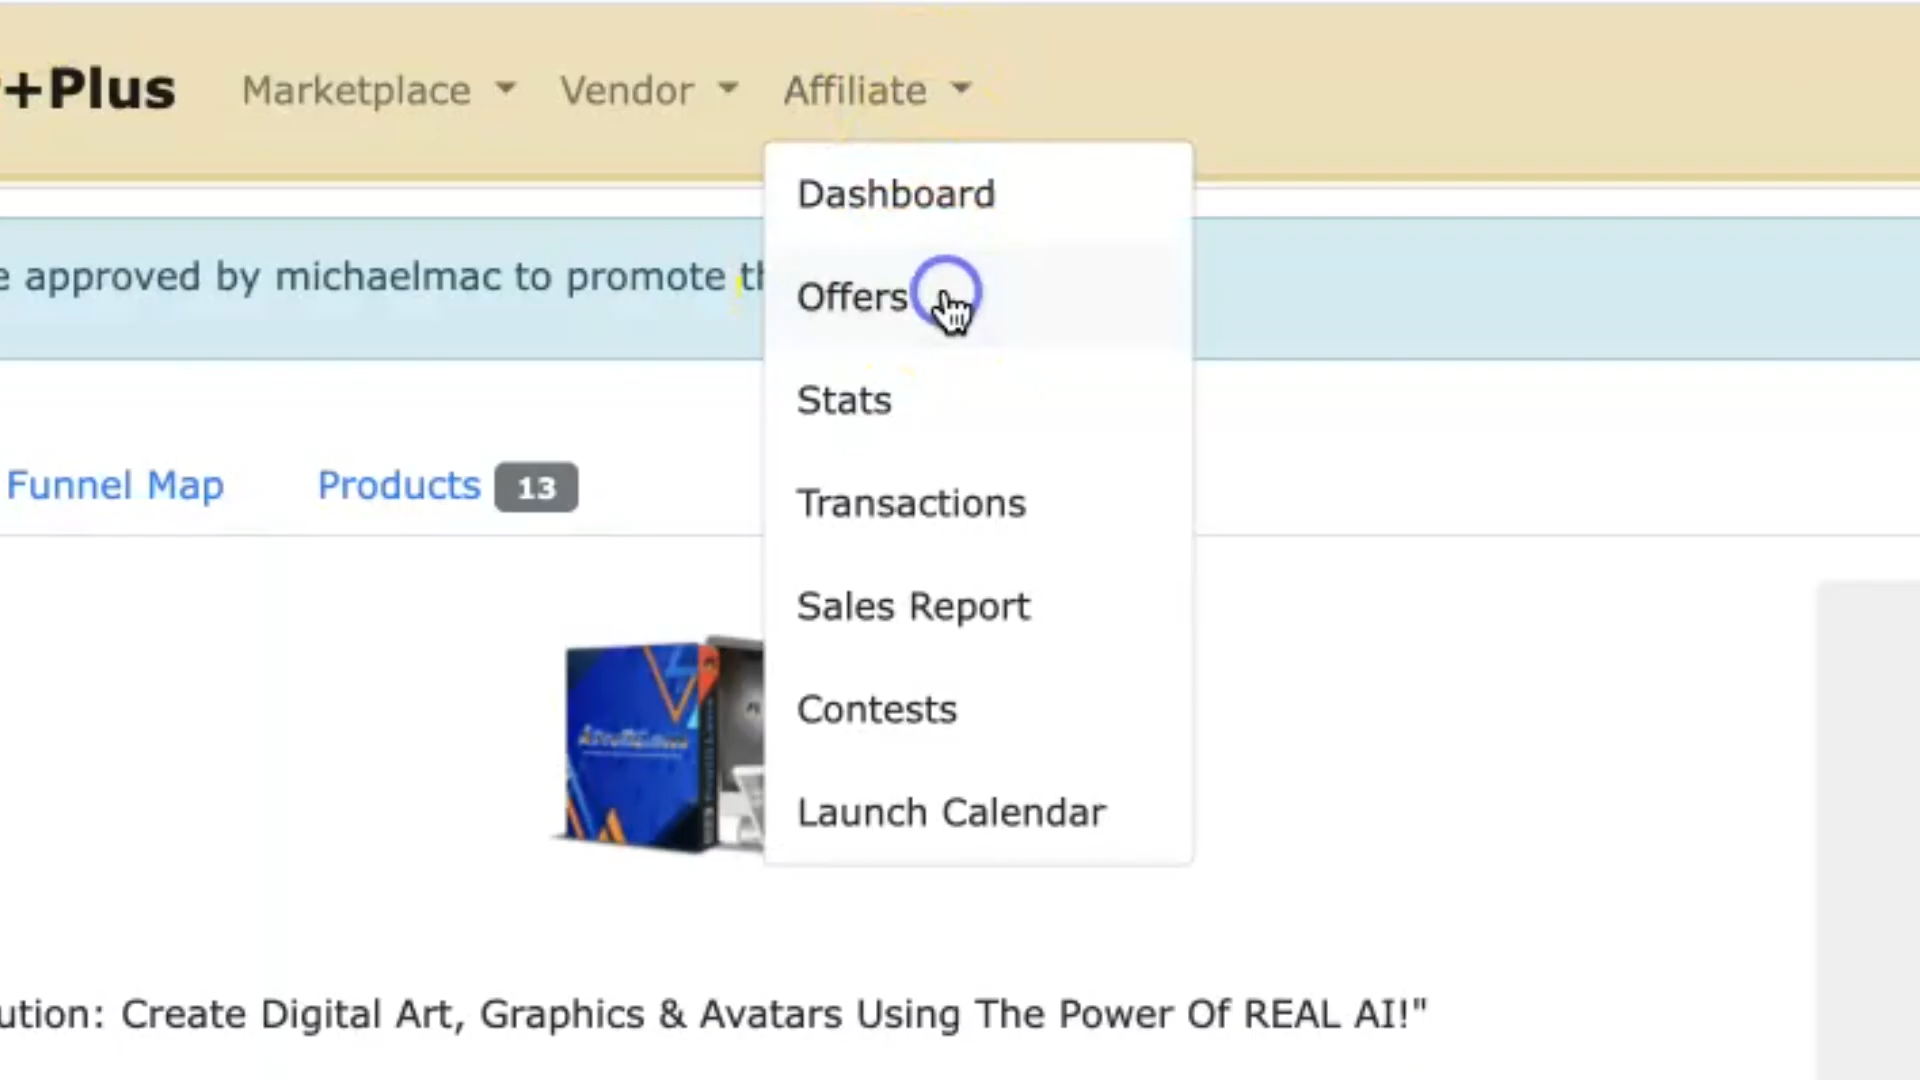 +Plus Marketplace Vendor Affiliate
Dashboard
e approved by michaelmac to promote th
Offers
Stats
Funnel Map Products 13
Transactions
Sales Report
Contests
Launch Calendar
ution: Create Digital Art, Graphics & Avatars Using The Power Of REAL AI!"